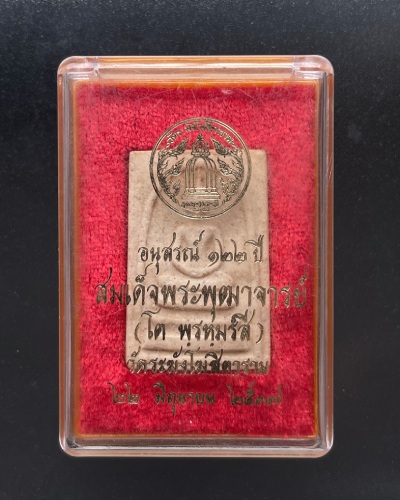 อนุสรณ์ ๑๒๒ ปี
สมเด็จพระพุฒาจารย์
(โต พรหมรังสี)
วัดระฆังโฆสิตาราม
๒๒ มิถุนายน ๒๕๓๗